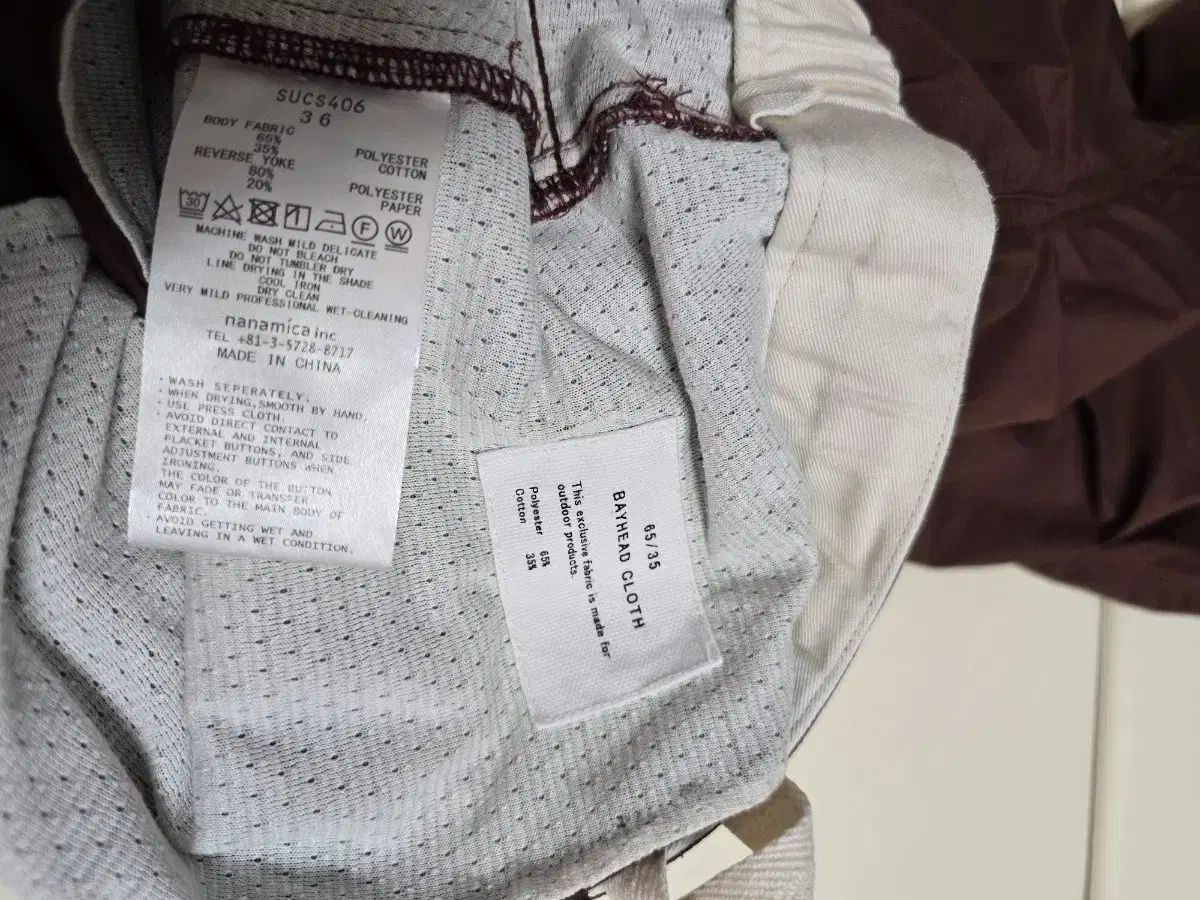 SUCS406
36
BODY FABRIC
65% POLYESTER
35% COTTON
REVERSE YOKE
80% POLYESTER
20% PAPER
30 F W
MACHINE WASH MILD DELICATE
DO NOT BLEACH
DO NOT TUMBLER DRY
LINE DRYING IN THE SHADE
COOL IRON
DRY CLEAN
VERY MILD PROFESSIONAL WET-CLEANING
nanamica inc.
TEL +81-3-5728-8717
MADE IN CHINA
・WASH SEPERATELY.
・WHEN DRYING,SMOOTH BY HAND.
・USE PRESS CLOTH.
・AVOID DIRECT CONTACT TO
EXTERNAL AND INTERNAL
PLACKET BUTTONS, AND SIDE
ADJUSTMENT BUTTONS WHEN
IRONING.
THE COLOR OF THE BUTTON
MAY FADE OR TRANSFER
COLOR TO THE MAIN BODY OF
FABRIC.
AVOID GETTING WET AND
LEAVING IN A WET CONDITION.
65/35
BAYHEAD CLOTH
This exclusive fabric is made for
outdoor products.
Polyester 65%
Cotton 35%